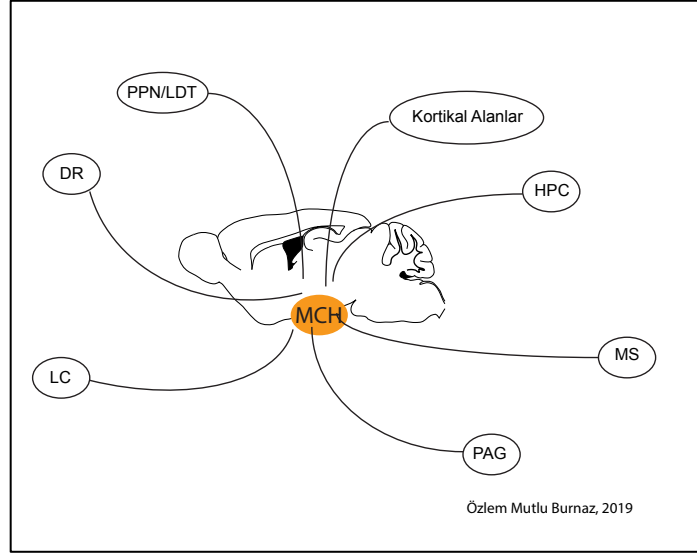 PPN/LDT
Kortikal Alanlar
DR
HPC
MCH
MS
LC
PAG
Özlem Mutlu Burnaz, 2019